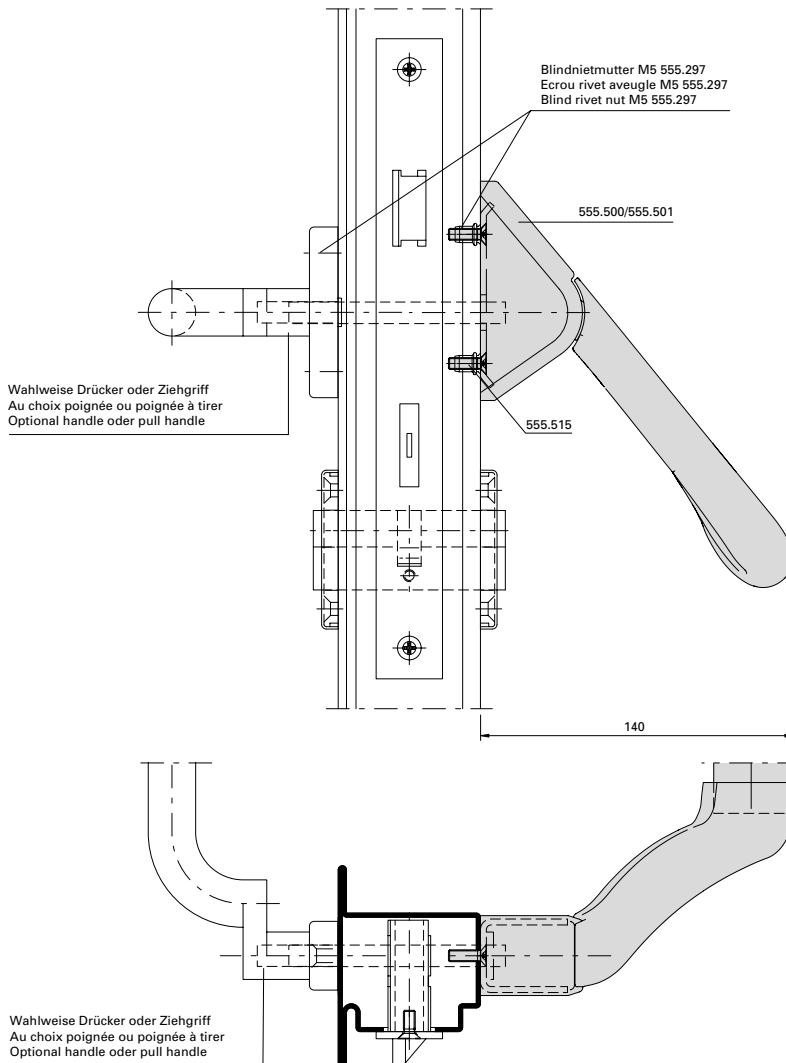 Blindnietmutter M5 555.297
Ecrou rivet aveugle M5 555.297
Blind rivet nut M5 555.297
555.500/555.501
Wahlweise Drücker oder Ziehgriff
Au choix poignée ou poignée à tirer
Optional handle oder pull handle
555.515
140
Wahlweise Drücker oder Ziehgriff
Au choix poignée ou poignée à tirer
Optional handle oder pull handle